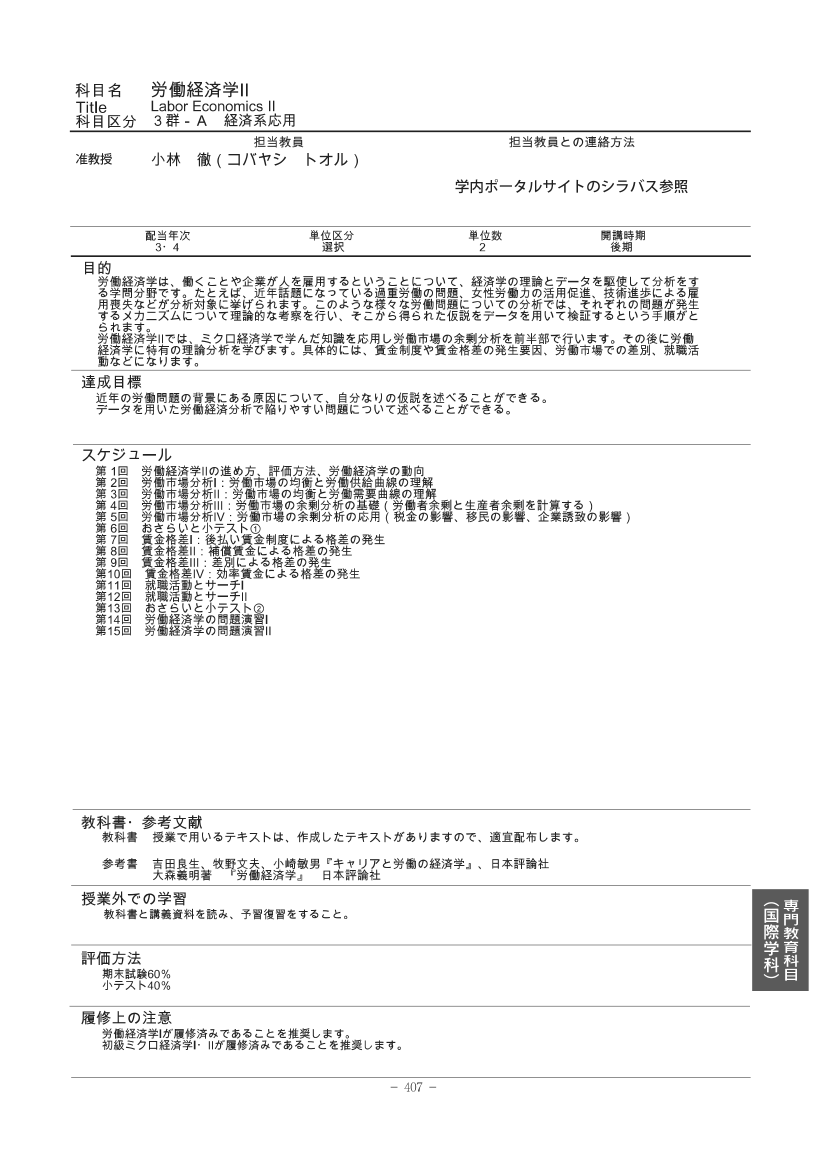 科目名 労働経済学II
Title Labor Economics II
科目区分 3群 - A 経済系応用
担当教員 担当教員との連絡方法
准教授 小林 徹(コバヤシ トオル)
学内ポータルサイトのシラバス参照
配当年次 単位区分 単位数 開講時期
3・4 選択 2 後期
目的
労働経済学は、働くことや企業が人を雇用するということについて、経済学の理論とデータを駆使して分析をす
る学問分野です。たとえば、近年話題になっている過重労働の問題、女性労働力の活用促進、技術進歩による雇
用喪失などが分析対象に挙げられます。このような様々な労働問題についての分析では、それぞれの問題が発生
するメカニズムについて理論的な考察を行い、そこから得られた仮説をデータを用いて検証するという手順がと
られます。
労働経済学IIでは、ミクロ経済学で学んだ知識を応用し労働市場の余剰分析を前半部で行います。その後に労働
経済学に特有の理論分析を学びます。具体的には、賃金制度や賃金格差の発生要因、労働市場での差別、就職活
動などになります。
達成目標
近年の労働問題の背景にある原因について、自分なりの仮説を述べることができる。
データを用いた労働経済分析で陥りやすい問題について述べることができる。
スケジュール
第 1回 労働経済学IIの進め方、評価方法、労働経済学の動向
第 2回 労働市場分析I:労働市場の均衡と労働供給曲線の理解
第 3回 労働市場分析II:労働市場の均衡と労働需要曲線の理解
第 4回 労働市場分析III:労働市場の余剰分析の基礎(労働者余剰と生産者余剰を計算する)
第 5回 労働市場分析IV:労働市場の余剰分析の応用(税金の影響、移民の影響、企業誘致の影響)
第 6回 おさらいと小テスト①
第 7回 賃金格差I:後払い賃金制度による格差の発生
第 8回 賃金格差II:補償賃金による格差の発生
第 9回 賃金格差III:差別による格差の発生
第10回 賃金格差IV:効率賃金による格差の発生
第11回 就職活動とサーチI
第12回 就職活動とサーチII
第13回 おさらいと小テスト②
第14回 労働経済学の問題演習I
第15回 労働経済学の問題演習II
教科書・参考文献
教科書 授業で用いるテキストは、作成したテキストがありますので、適宜配布します。
参考書 吉田良生、牧野文夫、小崎敏男『キャリアと労働の経済学』、日本評論社
大森義明著 『労働経済学』 日本評論社
授業外での学習
教科書と講義資料を読み、予習復習をすること。
評価方法
期末試験60%
小テスト40%
履修上の注意
労働経済学Iが履修済みであることを推奨します。
初級ミクロ経済学I・IIが履修済みであることを推奨します。
専門教育科目
(国際学科)
− 407 −